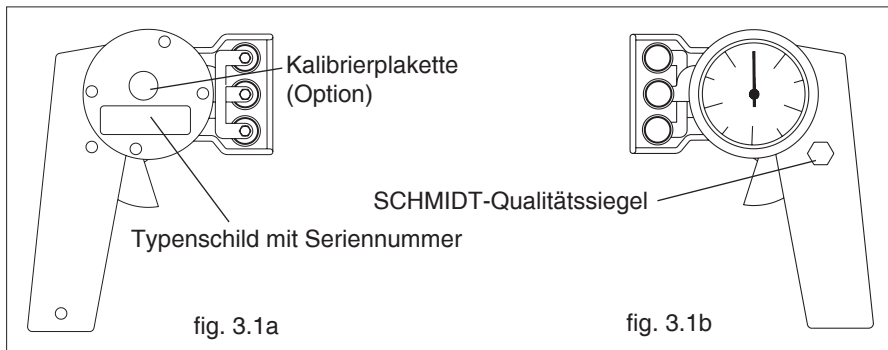 Kalibrierplakette
(Option)
SCHMIDT-Qualitätssiegel
Typenschild mit Seriennummer
fig. 3.1a
fig. 3.1b